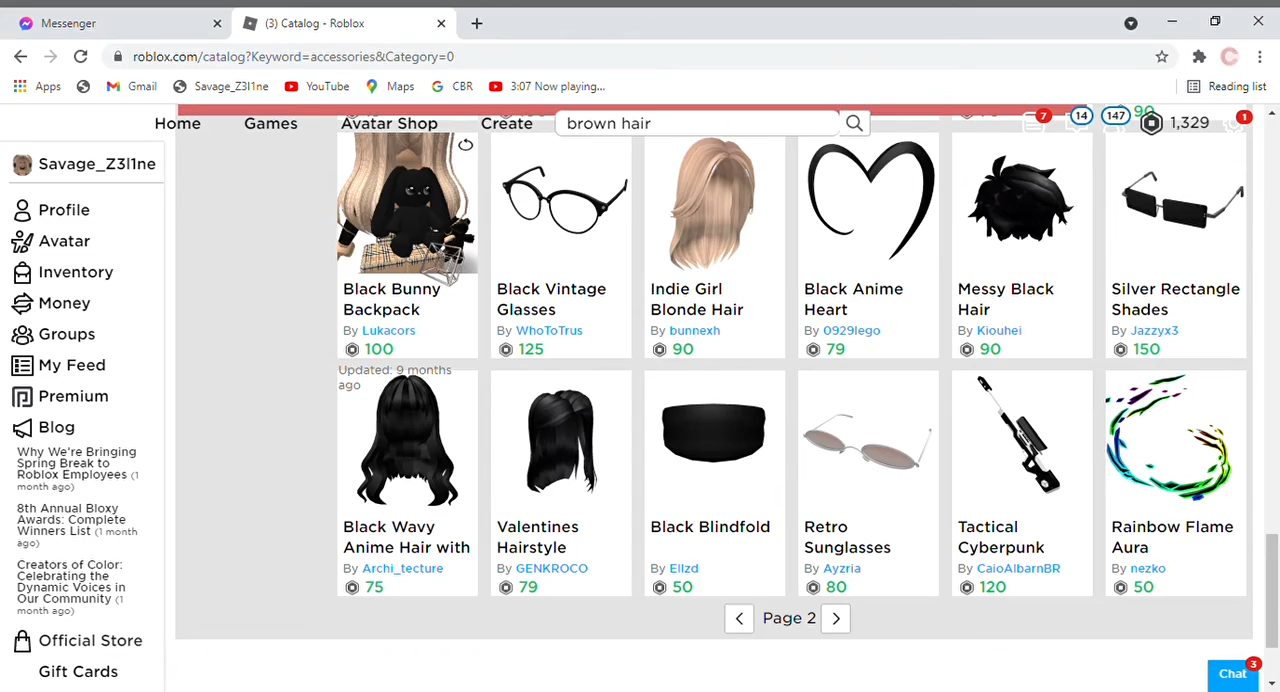 Messenger
(3) Catalog - Roblox
roblox.com/catalog?Keyword=accessories&Category=0
Apps
Gmail
Savage_Z3l1ne
YouTube
Maps
CBR
3:07 Now playing...
Reading list
Home
Games
Avatar Shop
Create
brown hair
7
14
147
90
1,329
1
Savage_Z3l1ne
Profile
Avatar
Inventory
Money
Groups
My Feed
Premium
Blog
Why We're Bringing
Spring Break to
Roblox Employees (1
month ago)
8th Annual Bloxy
Awards: Complete
Winners List (1 month
ago)
Creators of Color:
Celebrating the
Dynamic Voices in
Our Community (1
month ago)
Official Store
Gift Cards
Black Bunny
Backpack
By Lukacors
100
Black Vintage
Glasses
By WhoToTrus
125
Indie Girl
Blonde Hair
By bunnexh
90
Black Anime
Heart
By 0929lego
79
Messy Black
Hair
By Kiouhei
90
Silver Rectangle
Shades
By Jazzyx3
150
Updated: 9 months
ago
Black Wavy
Anime Hair with
By Archi_tecture
75
Valentines
Hairstyle
By GENKROCO
79
Black Blindfold
By Ellzd
50
Retro
Sunglasses
By Ayzria
80
Tactical
Cyberpunk
By CaioAlbarnBR
120
Rainbow Flame
Aura
By nezko
50
Page 2
Chat
3